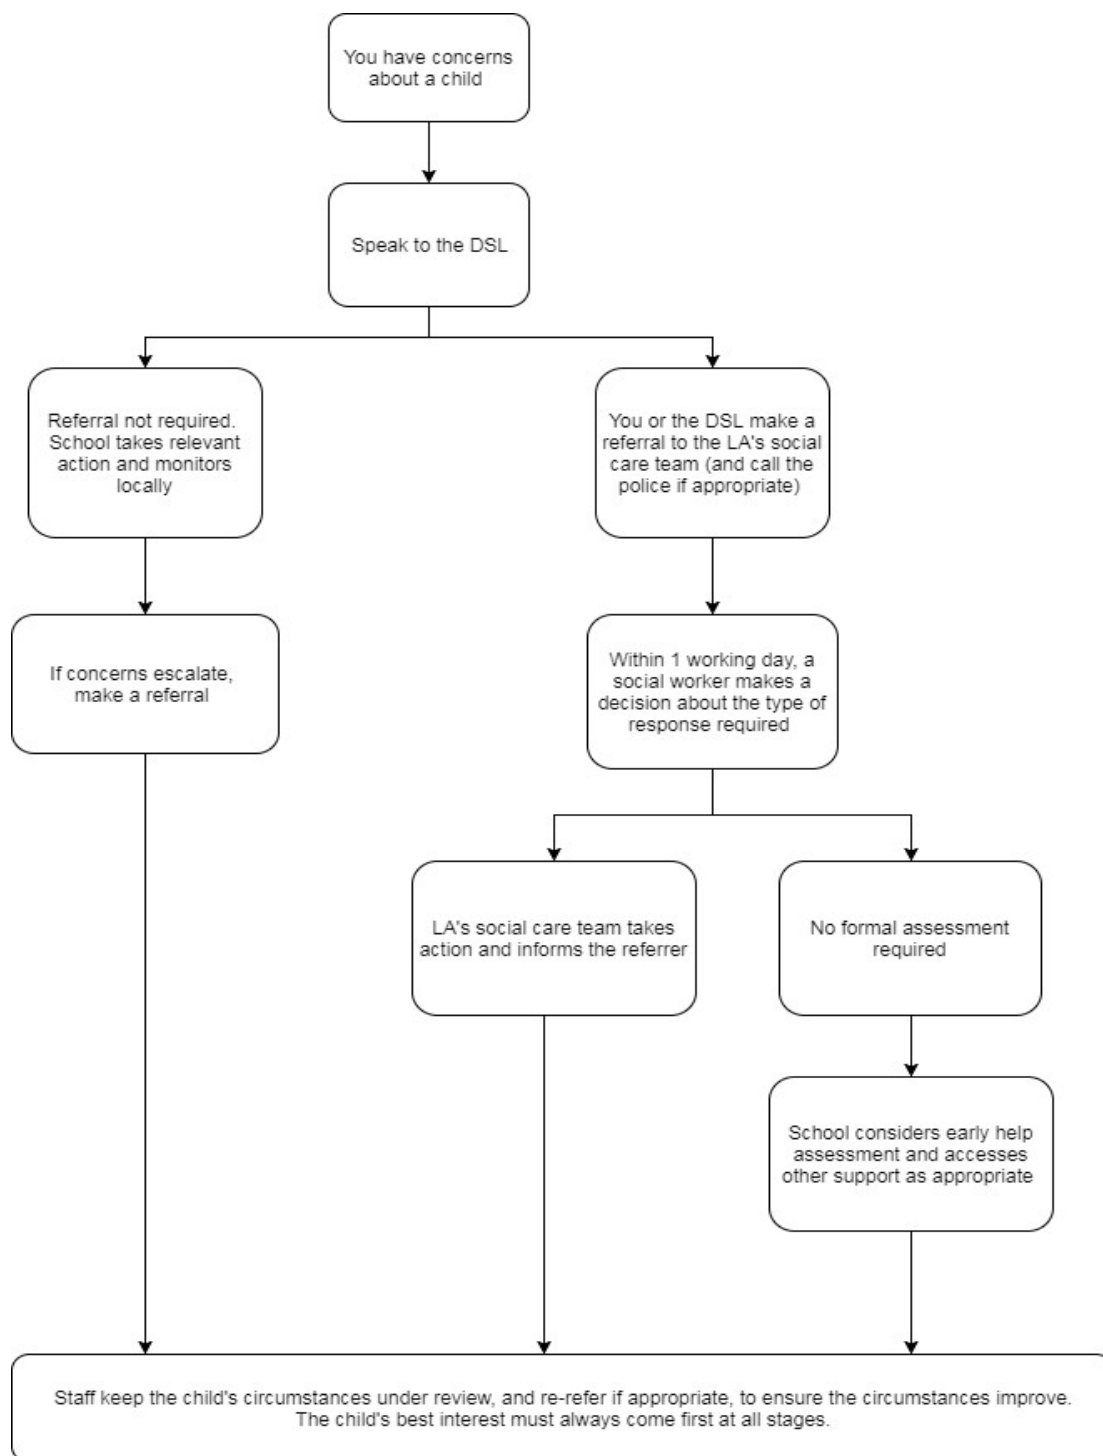 You have concerns
about a child
Speak to the DSL
Referral not required.
School takes relevant
action and monitors
locally
You or the DSL make a
referral to the LA's social
care team (and call the
police if appropriate)
If concerns escalate,
make a referral
Within 1 working day, a
social worker makes a
decision about the type of
response required
LA's social care team takes
action and informs the referrer
No formal assessment
required
School considers early help
assessment and accesses
other support as appropriate
Staff keep the child's circumstances under review, and re-refer if appropriate, to ensure the circumstances improve.
The child's best interest must always come first at all stages.